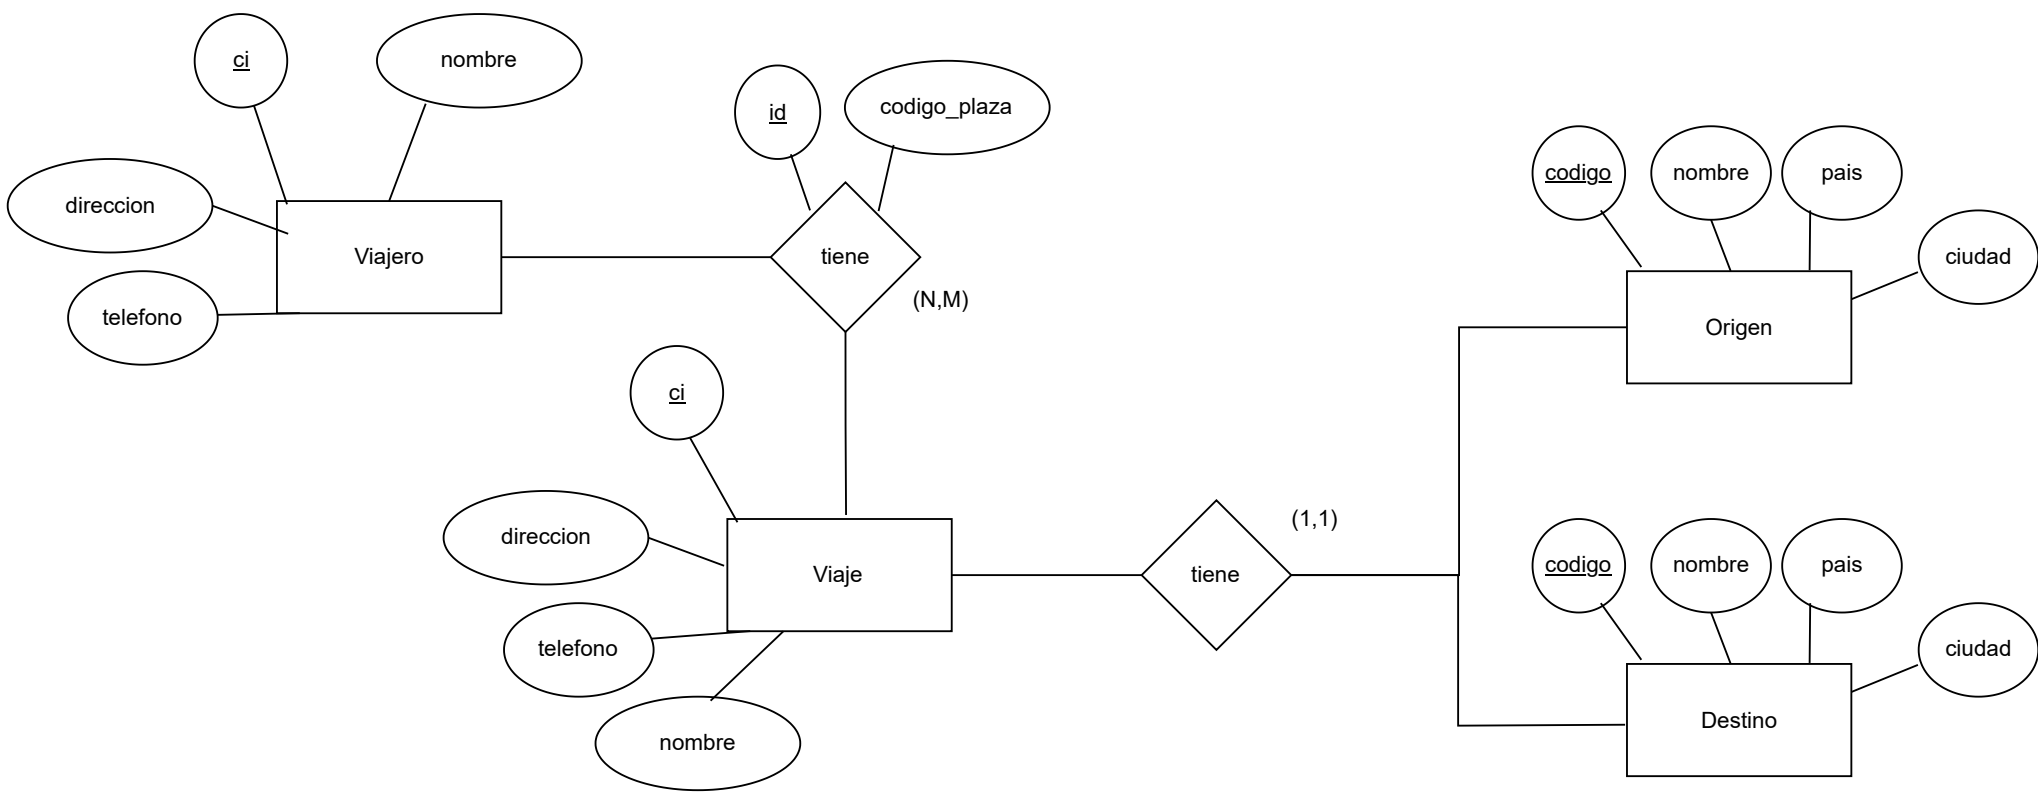 ci
nombre
id
codigo_plaza
codigo
nombre
pais
direccion
Viajero
tiene
ciudad
telefono
(N,M)
Origen
ci
direccion
Viaje
tiene
(1,1)
codigo
nombre
pais
telefono
ciudad
nombre
Destino